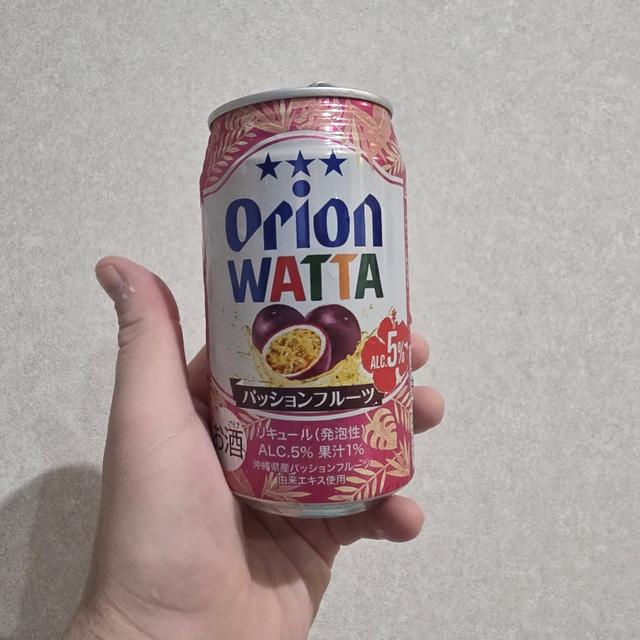 Orion
WATTA
ALC.5%
パッションフルーツ
お酒
リキュール(発泡性)
ALC.5% 果汁1%
沖縄県産パッションフルーツ
由来エキス使用